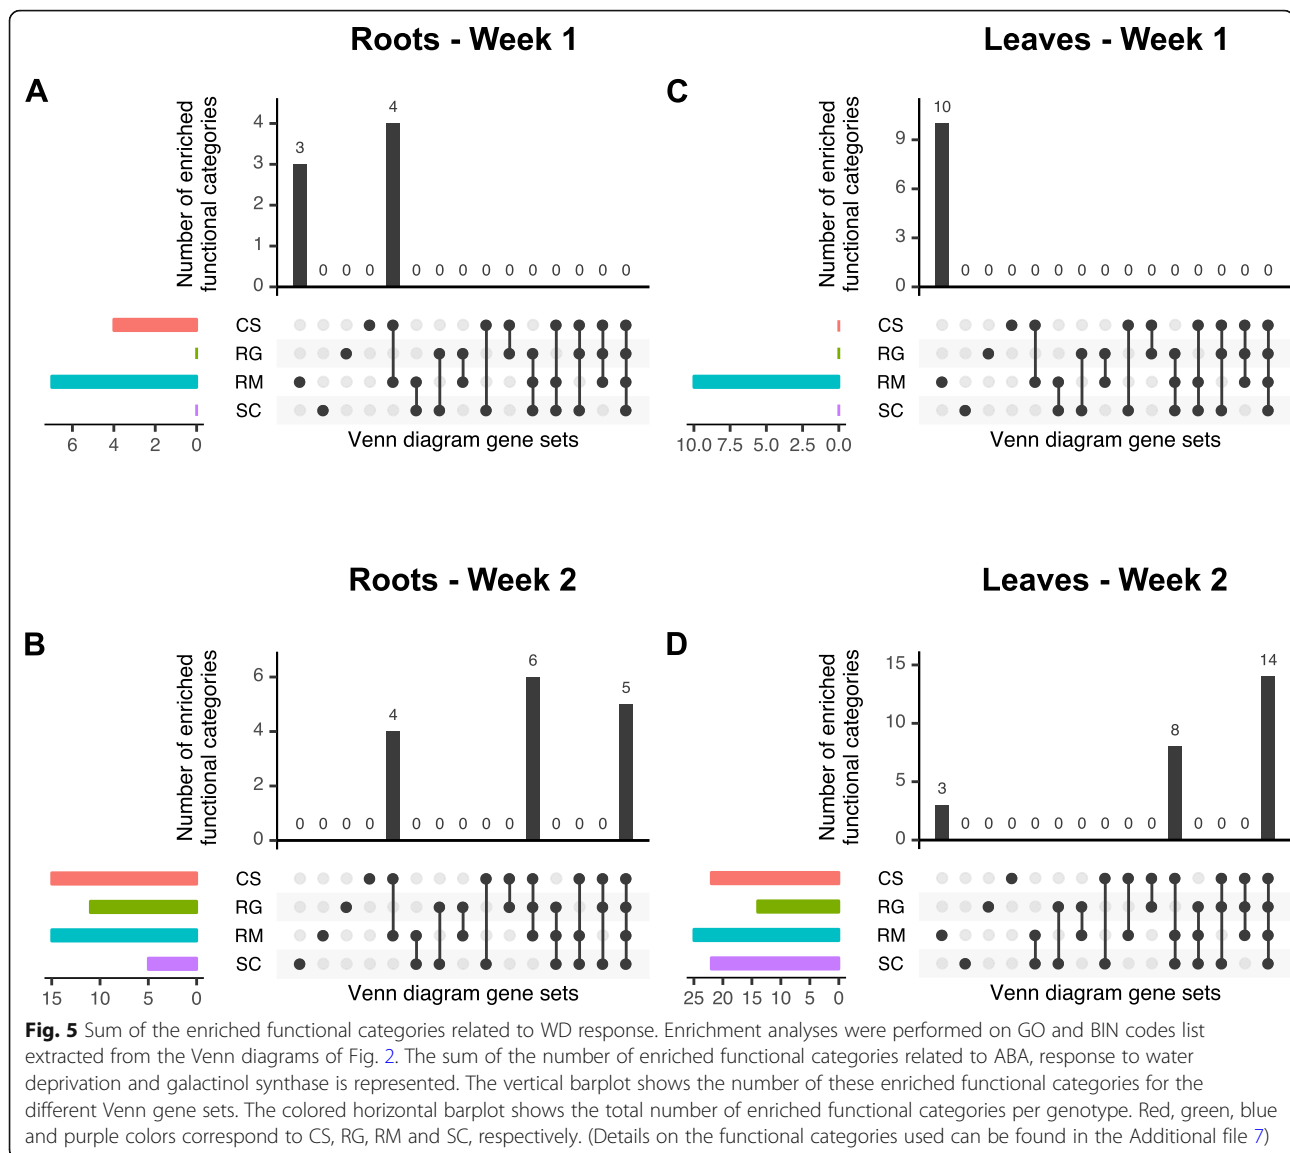 Roots - Week 1
A
Number of enriched
functional categories
4
3
2
1
0
3 0 0 0 4 0 0 0 0 0 0 0 0 0 0
CS
RG
RM
SC
6 4 2 0
Venn diagram gene sets
Leaves - Week 1
C
Number of enriched
functional categories
9
6
3
0
10 0 0 0 0 0 0 0 0 0 0 0 0 0 0
CS
RG
RM
SC
10.0 7.5 5.0 2.5 0.0
Venn diagram gene sets
Roots - Week 2
B
Number of enriched
functional categories
6
4
2
0
0 0 0 0 4 0 0 0 0 0 6 0 0 0 5
CS
RG
RM
SC
15 10 5 0
Venn diagram gene sets
Leaves - Week 2
D
Number of enriched
functional categories
15
10
5
0
3 0 0 0 0 0 0 0 0 0 8 0 0 0 14
CS
RG
RM
SC
25 20 15 10 5 0
Venn diagram gene sets
Fig. 5 Sum of the enriched functional categories related to WD response. Enrichment analyses were performed on GO and BIN codes list
extracted from the Venn diagrams of Fig. 2. The sum of the number of enriched functional categories related to ABA, response to water
deprivation and galactinol synthase is represented. The vertical barplot shows the number of these enriched functional categories for the
different Venn gene sets. The colored horizontal barplot shows the total number of enriched functional categories per genotype. Red, green, blue
and purple colors correspond to CS, RG, RM and SC, respectively. (Details on the functional categories used can be found in the Additional file 7)